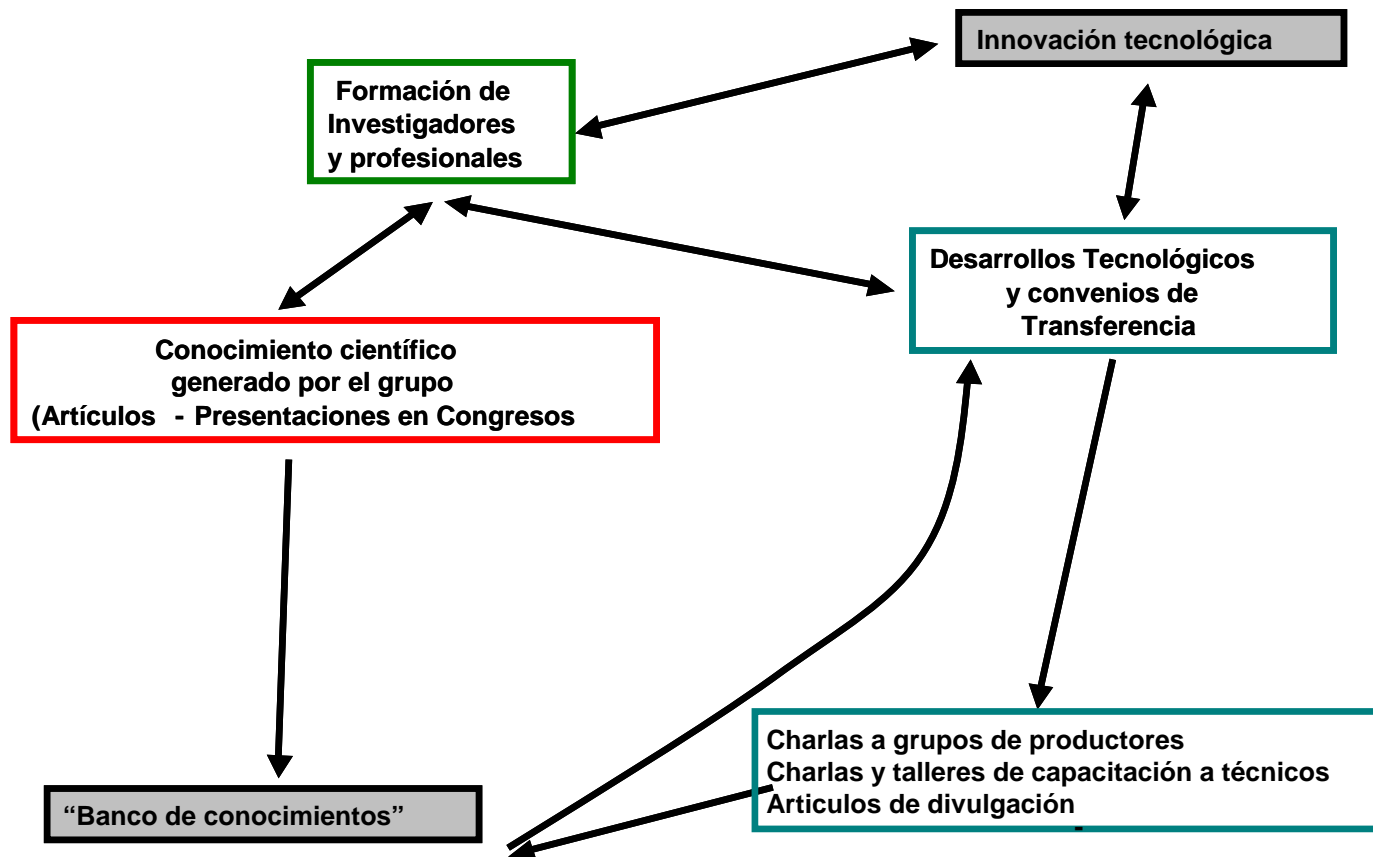 Innovación tecnológica
Formación de
Investigadores
y profesionales
Desarrollos Tecnológicos
y convenios de
Transferencia
Conocimiento científico
generado por el grupo
(Artículos - Presentaciones en Congresos
Charlas a grupos de productores
Charlas y talleres de capacitación a técnicos
Articulos de divulgación
“Banco de conocimientos”